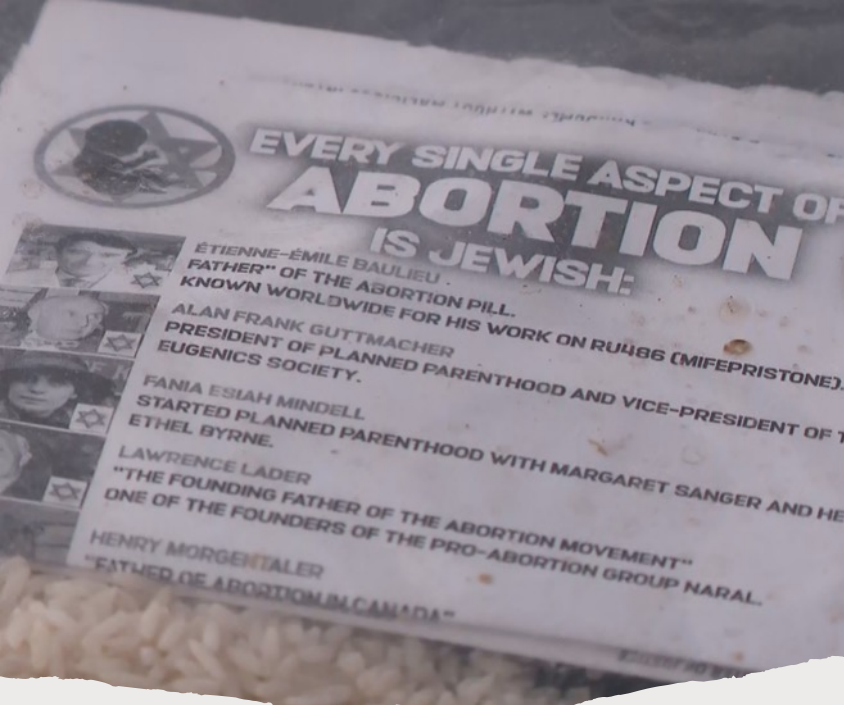 EVERY SINGLE ASPECT OF
ABORTION
IS JEWISH:
ÉTIENNE-ÉMILE BAULIEU
FATHER" OF THE ABORTION PILL.
KNOWN WORLDWIDE FOR HIS WORK ON RU486 (MIFEPRISTONE).
ALAN FRANK GUTTMACHER
PRESIDENT OF PLANNED PARENTHOOD AND VICE-PRESIDENT OF
EUGENICS SOCIETY.
FANIA ESIAH MINDELL
STARTED PLANNED PARENTHOOD WITH MARGARET SANGER AND
ETHEL BYRNE.
LAWRENCE LADER
"THE FOUNDING FATHER OF THE ABORTION MOVEMENT"
ONE OF THE FOUNDERS OF THE PRO-ABORTION GROUP NARAL.
HENRY MORGENTALER
"FATHER OF ABORTION IN CANADA"